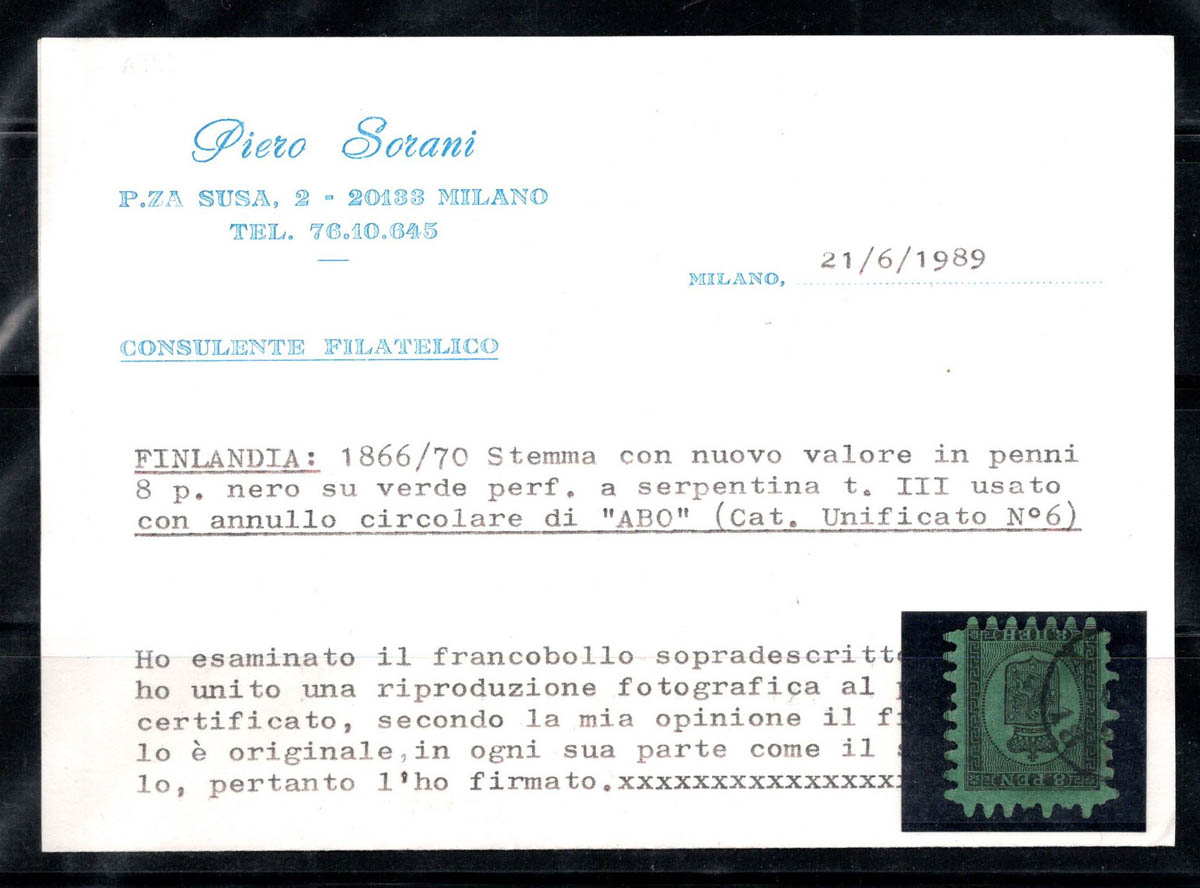 Piero Sorani
P.ZA SUSA, 2 - 20133 MILANO
TEL. 76.10.645
MILANO, 21/6/1989
CONSULENTE FILATELICO
FINLANDIA: 1866/70 Stemma con nuovo valore in penni
8 p. nero su verde perf. a serpentina t. III usato
con annullo circolare di "ABO" (Cat. Unificato N°6)
Ho esaminato il francobollo sopradescritto
ho unito una riproduzione fotografica al
certificato, secondo la mia opinione il
lo è originale,in ogni sua parte come il
lo, pertanto l'ho firmato.xxxxxxxxxxxxxxxxx
8 PEN